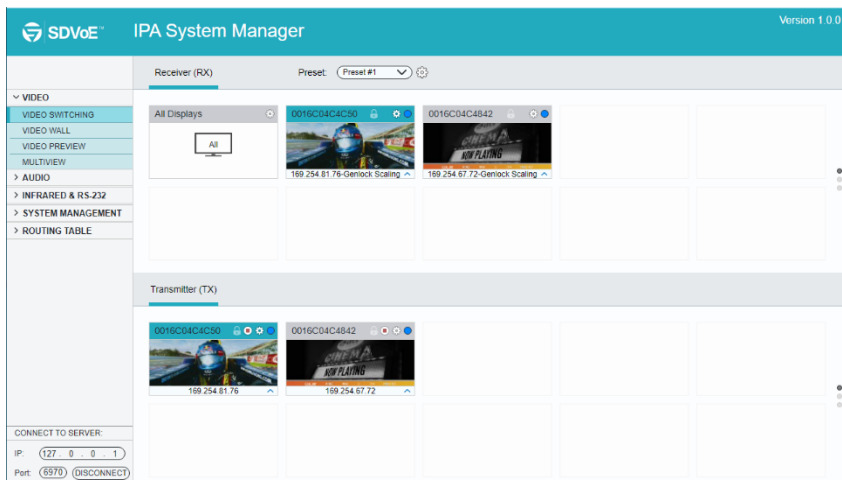 SDVoE™
IPA System Manager
Version 1.0.0
Receiver (RX)
Preset:
Preset #1
VIDEO
VIDEO SWITCHING
VIDEO WALL
VIDEO PREVIEW
MULTIVIEW
AUDIO
INFRARED & RS-232
SYSTEM MANAGEMENT
ROUTING TABLE
All Displays
All
0016C04C4C50
169.254.81.76-Genlock Scaling
0016C04C4842
CINEMA
NOW PLAYING
169.254.67.72-Genlock Scaling
Transmitter (TX)
0016C04C4C50
169.254.81.76
0016C04C4842
CINEMA
NOW PLAYING
169.254.67.72
CONNECT TO SERVER:
IP: 127 . 0 . 0 . 1
Port: 6970 DISCONNECT